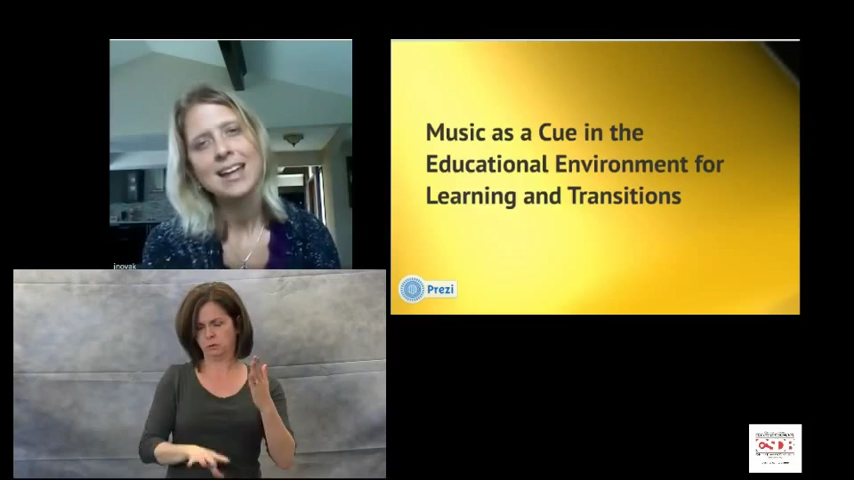 Music as a Cue in the
Educational Environment for
Learning and Transitions
jnovak
Prezi